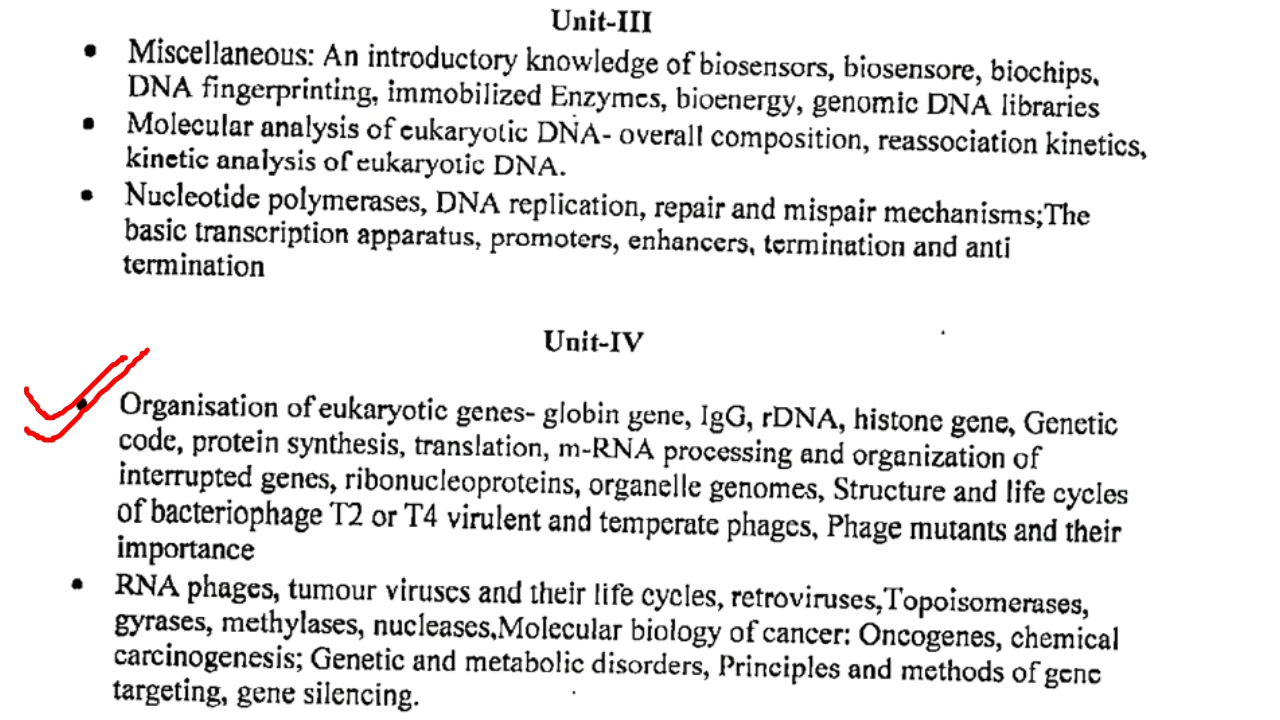 Unit-III
• Miscellaneous: An introductory knowledge of biosensors, biosensore, biochips,
DNA fingerprinting, immobilized Enzymes, bioenergy, genomic DNA libraries
• Molecular analysis of eukaryotic DNA- overall composition, reassociation kinetics,
kinetic analysis of eukaryotic DNA.
• Nucleotide polymerases, DNA replication, repair and mispair mechanisms;The
basic transcription apparatus, promoters, enhancers, termination and anti
termination
Unit-IV
• Organisation of eukaryotic genes- globin gene, IgG, rDNA, histone gene, Genetic
code, protein synthesis, translation, m-RNA processing and organization of
interrupted genes, ribonucleoproteins, organelle genomes, Structure and life cycles
of bacteriophage T2 or T4 virulent and temperate phages, Phage mutants and their
importance
• RNA phages, tumour viruses and their life cycles, retroviruses,Topoisomerases,
gyrases, methylases, nucleases,Molecular biology of cancer: Oncogenes, chemical
carcinogenesis; Genetic and metabolic disorders, Principles and methods of gene
targeting, gene silencing.